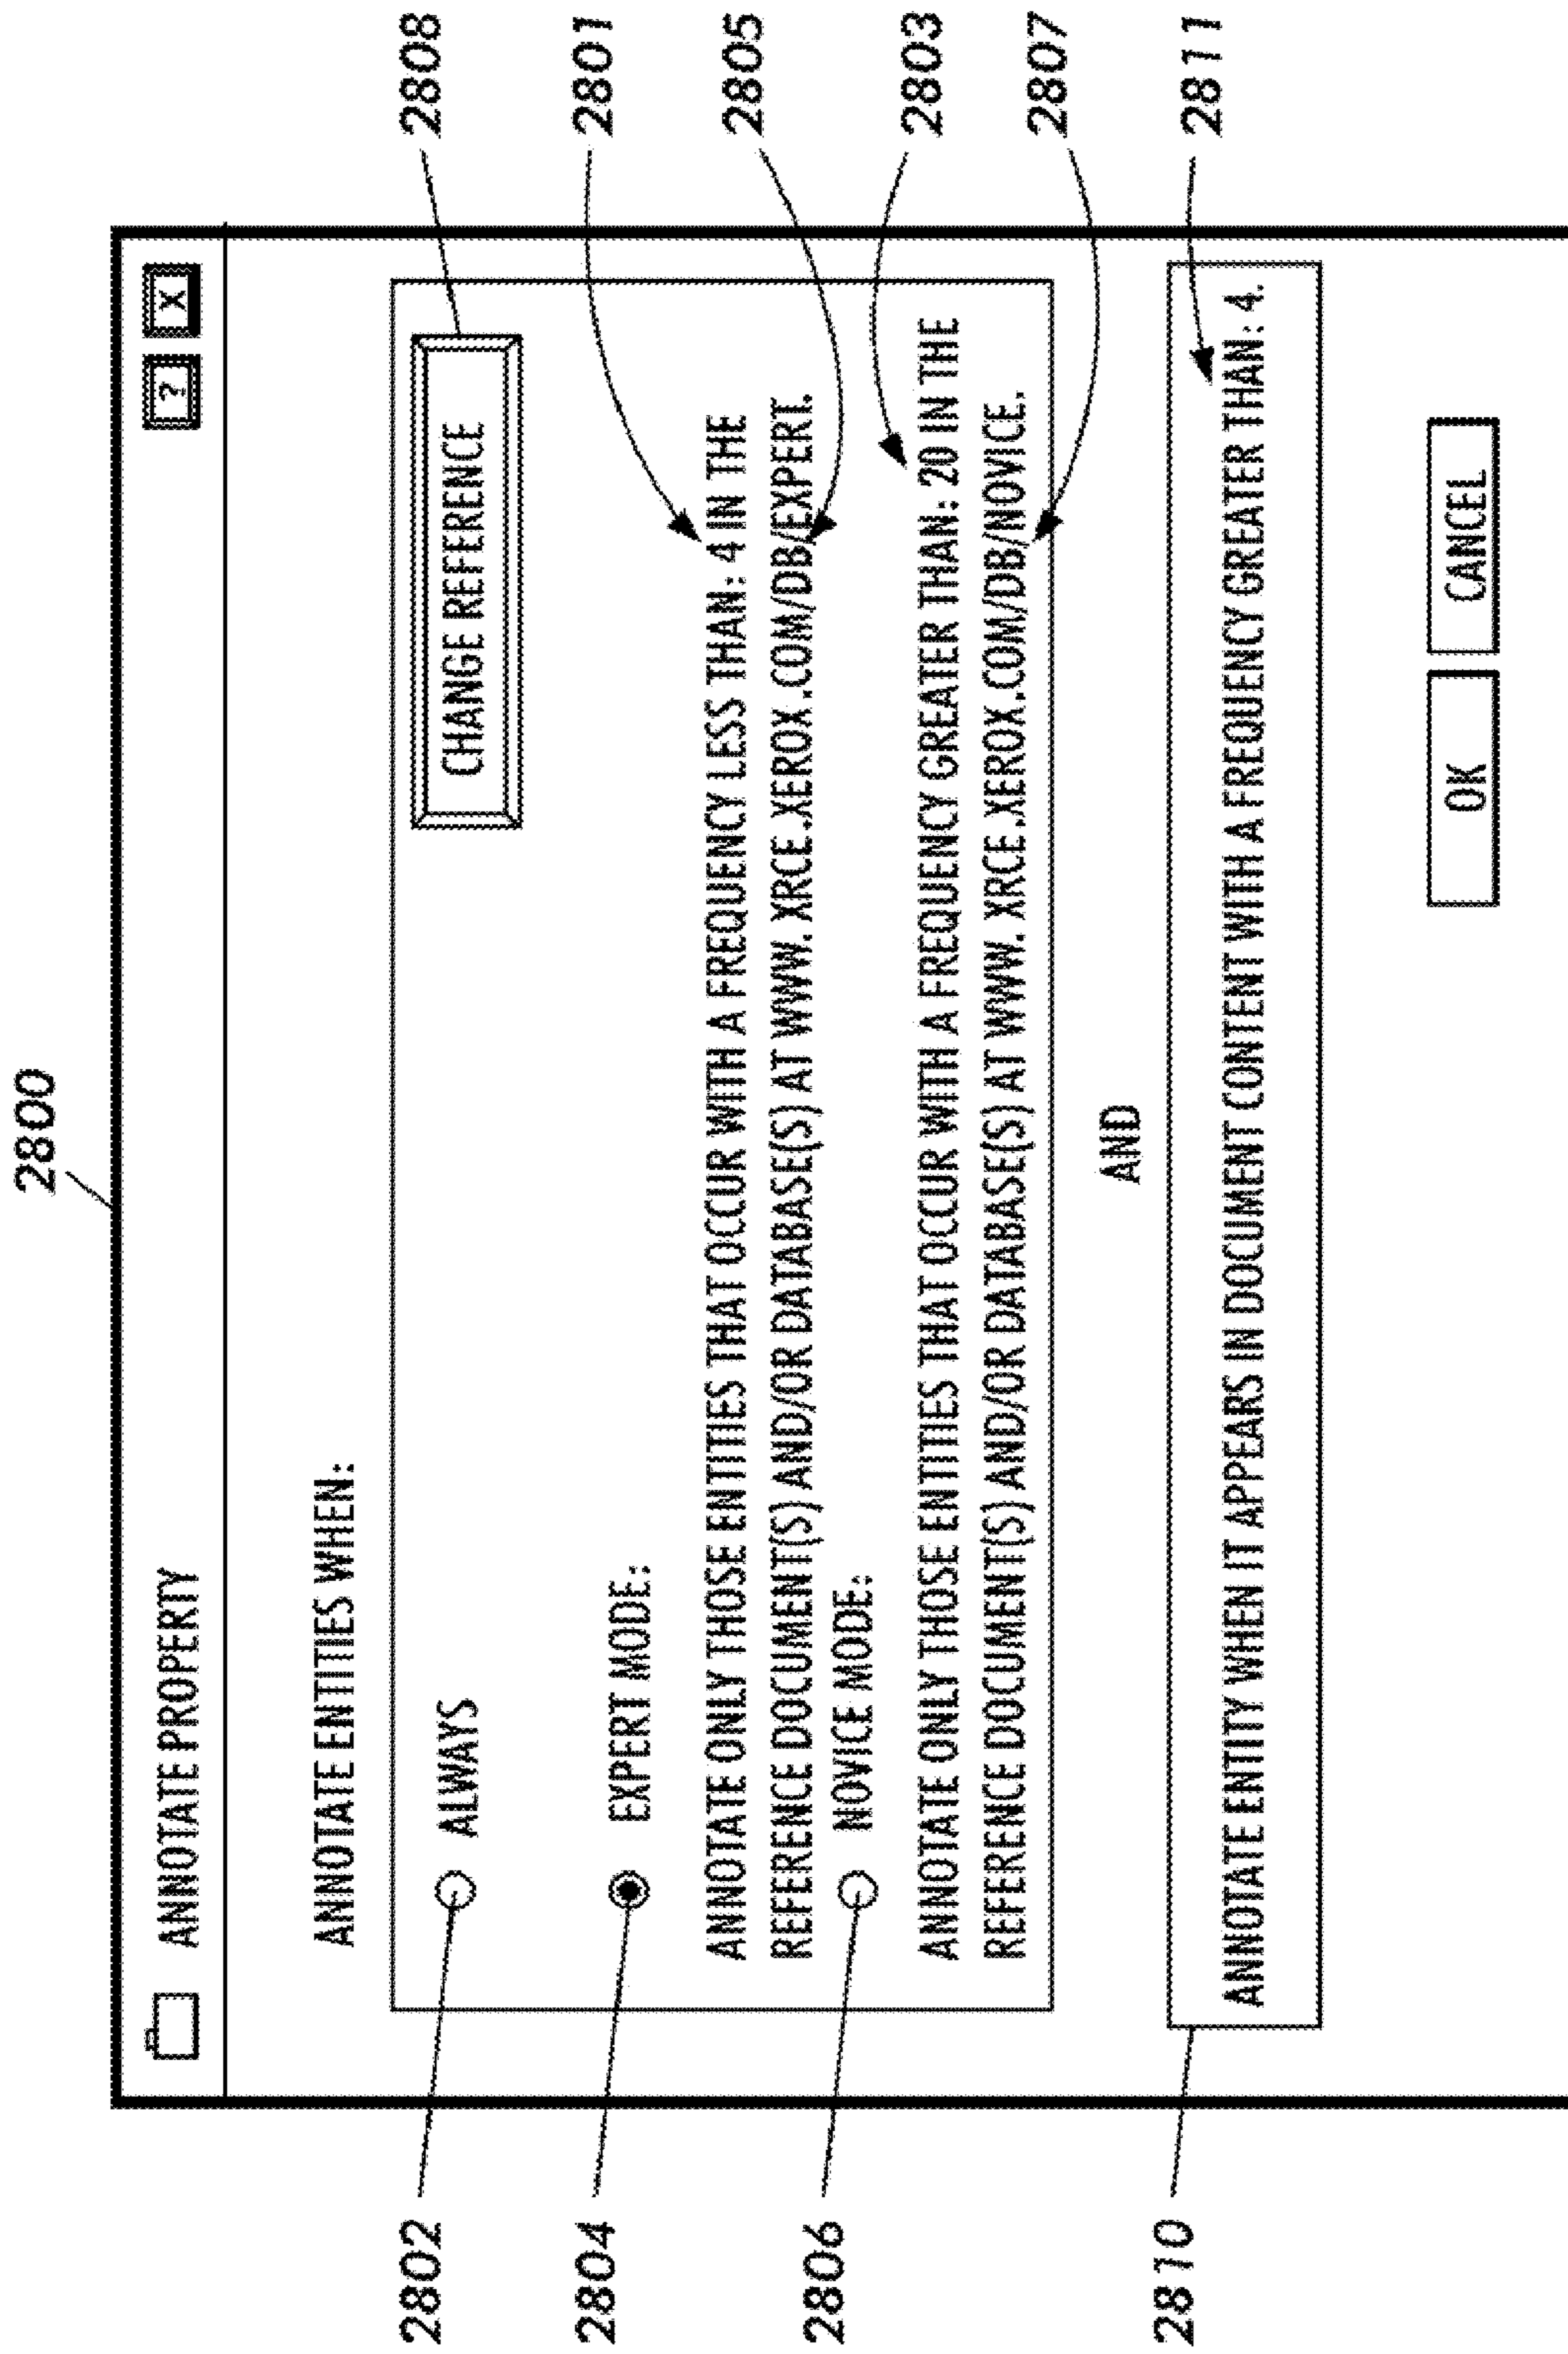 2800
ANNOTATE PROPERTY
? X
ANNOTATE ENTITIES WHEN:
2802
ALWAYS
CHANGE REFERENCE
2808
2804
EXPERT MODE:
2801
ANNOTATE ONLY THOSE ENTITIES THAT OCCUR WITH A FREQUENCY LESS THAN: 4 IN THE
REFERENCE DOCUMENT(S) AND/OR DATABASE(S) AT WWW. XRCE.XEROX.COM/DB/EXPERT.
2805
2806
NOVICE MODE:
2803
ANNOTATE ONLY THOSE ENTITIES THAT OCCUR WITH A FREQUENCY GREATER THAN: 20 IN THE
REFERENCE DOCUMENT(S) AND/OR DATABASE(S) AT WWW. XRCE.XEROX.COM/DB/NOVICE.
2807
AND
2810
ANNOTATE ENTITY WHEN IT APPEARS IN DOCUMENT CONTENT WITH A FREQUENCY GREATER THAN: 4.
2811
OK
CANCEL